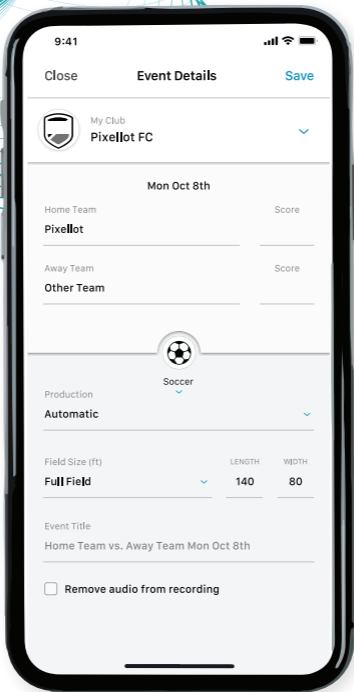 9:41
Close Event Details Save
My Club
Pixellot FC
Mon Oct 8th
Home Team Score
Pixellot
Away Team Score
Other Team
Soccer
Production
Automatic
Field Size (ft) LENGTH WIDTH
Full Field 140 80
Event Title
Home Team vs. Away Team Mon Oct 8th
Remove audio from recording